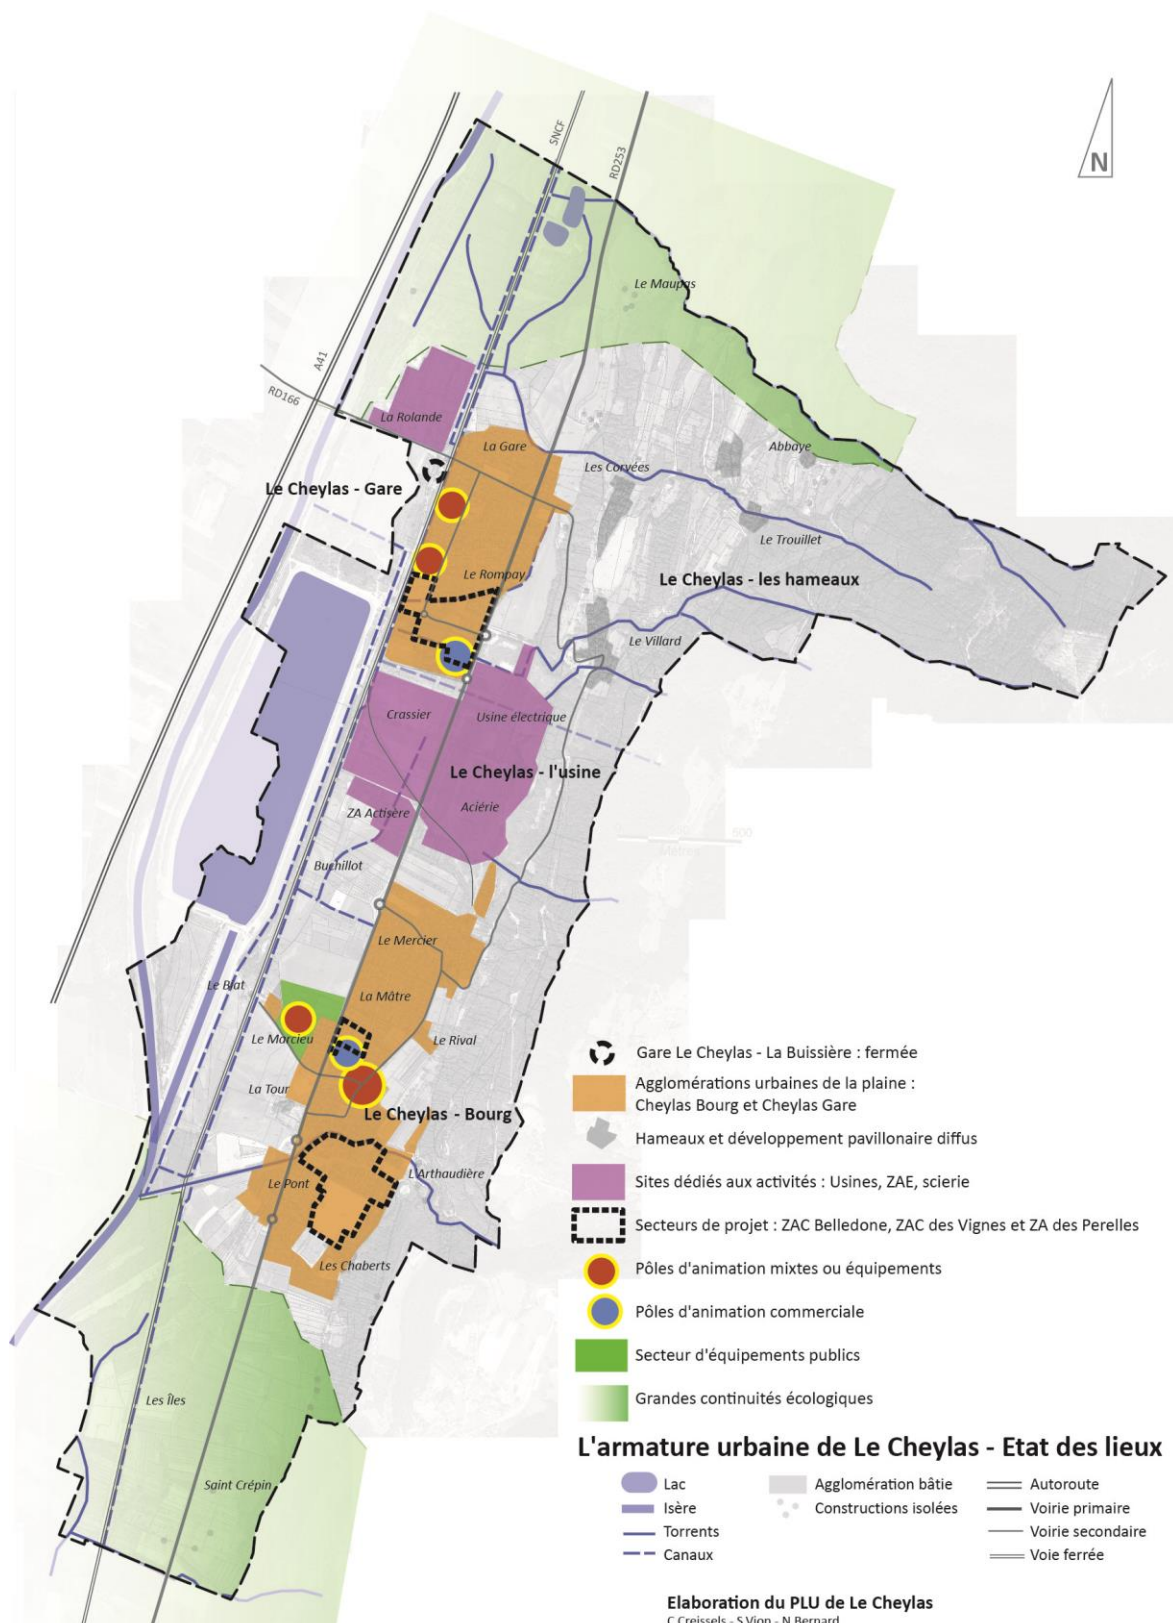 SNCF
RD253
N
Le Maupas
A41
RD166
La Rolande
La Gare
Abbaye
Les Corvées
Le Cheylas - Gare
Le Trouillet
Le Rompay
Le Cheylas - les hameaux
Le Villard
Crassier
Usine électrique
Le Cheylas - l'usine
ZA Actisère
Aciérie
500
Mètres
Buchillot
Le Mercier
Le Biat
La Mâtre
Le Marcieu
Le Rival
La Tour
Le Cheylas - Bourg
L'Arthaudière
Le Pont
Les Chaberts
Les Îles
Saint Crépin
Gare Le Cheylas - La Buissière : fermée
Agglomérations urbaines de la plaine :
Cheylas Bourg et Cheylas Gare
Hameaux et développement pavillonaire diffus
Sites dédiés aux activités : Usines, ZAE, scierie
Secteurs de projet : ZAC Belledone, ZAC des Vignes et ZA des Perelles
Pôles d'animation mixtes ou équipements
Pôles d'animation commerciale
Secteur d'équipements publics
Grandes continuités écologiques
L'armature urbaine de Le Cheylas - Etat des lieux
Lac
Isère
Torrents
Canaux
Agglomération bâtie
Constructions isolées
Autoroute
Voirie primaire
Voirie secondaire
Voie ferrée
Elaboration du PLU de Le Cheylas
C Creissels - S Vion - N Bernard